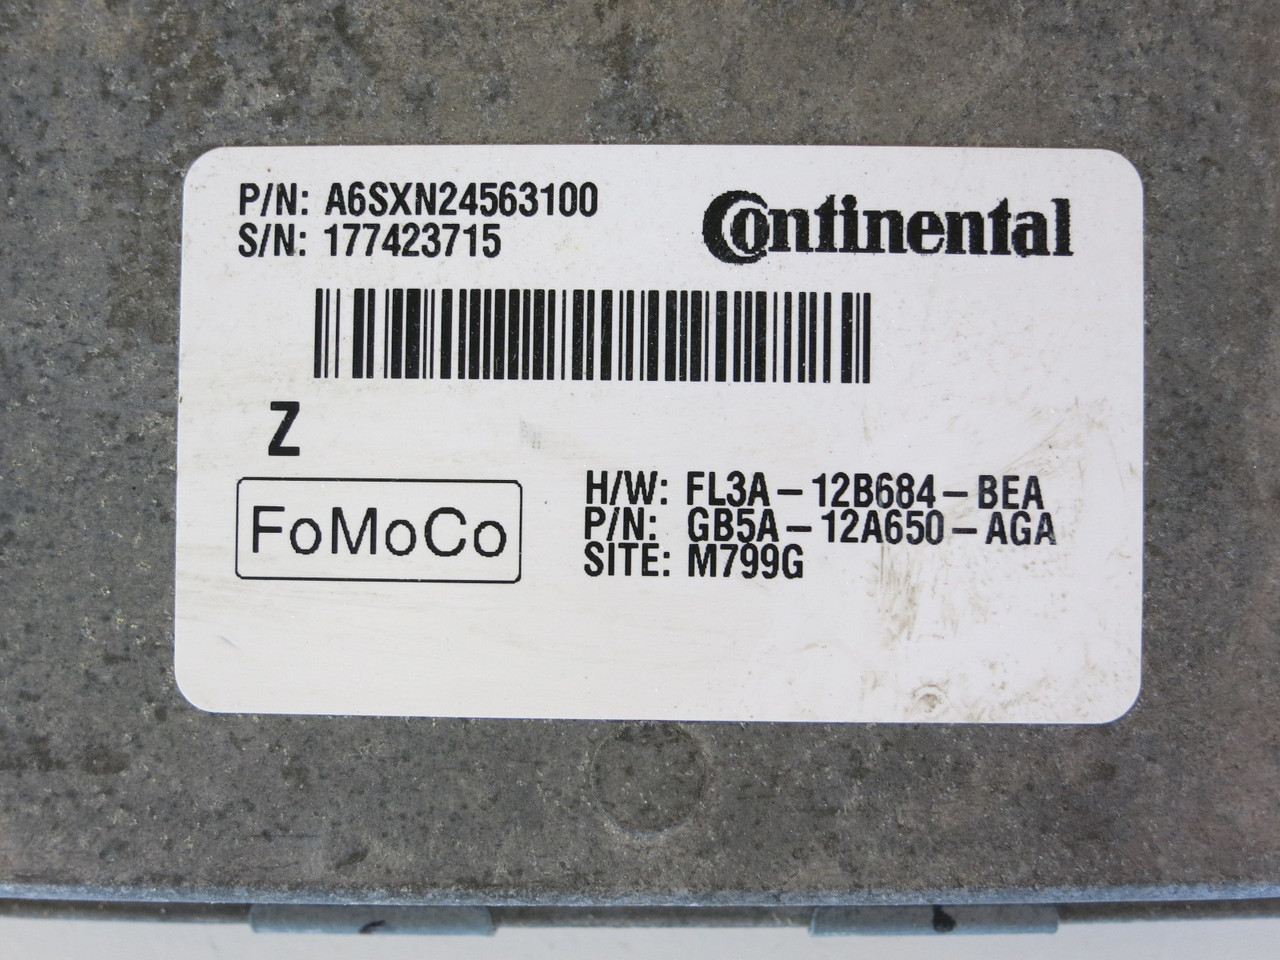 P/N: A6SXN24563100
S/N: 177423715
Continental
Z
FoMoCo
H/W: FL3A-12B684-BEA
P/N: GB5A-12A650-AGA
SITE: M799G